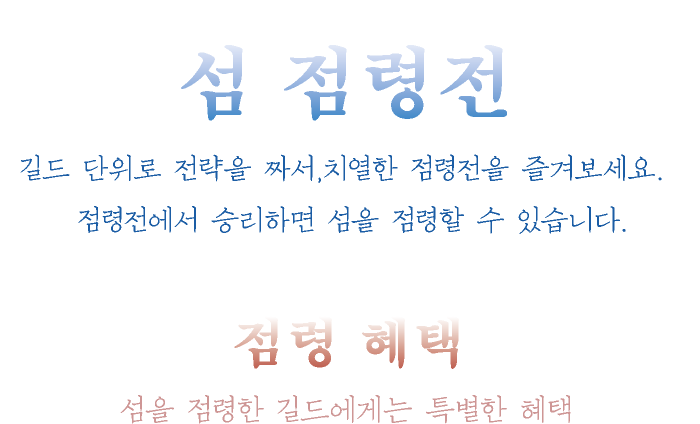 섬 점령전
길드 단위로 전략을 짜서,치열한 점령전을 즐겨보세요.
점령전에서 승리하면 섬을 점령할 수 있습니다.
점령 혜택
섬을 점령한 길드에게는 특별한 혜택